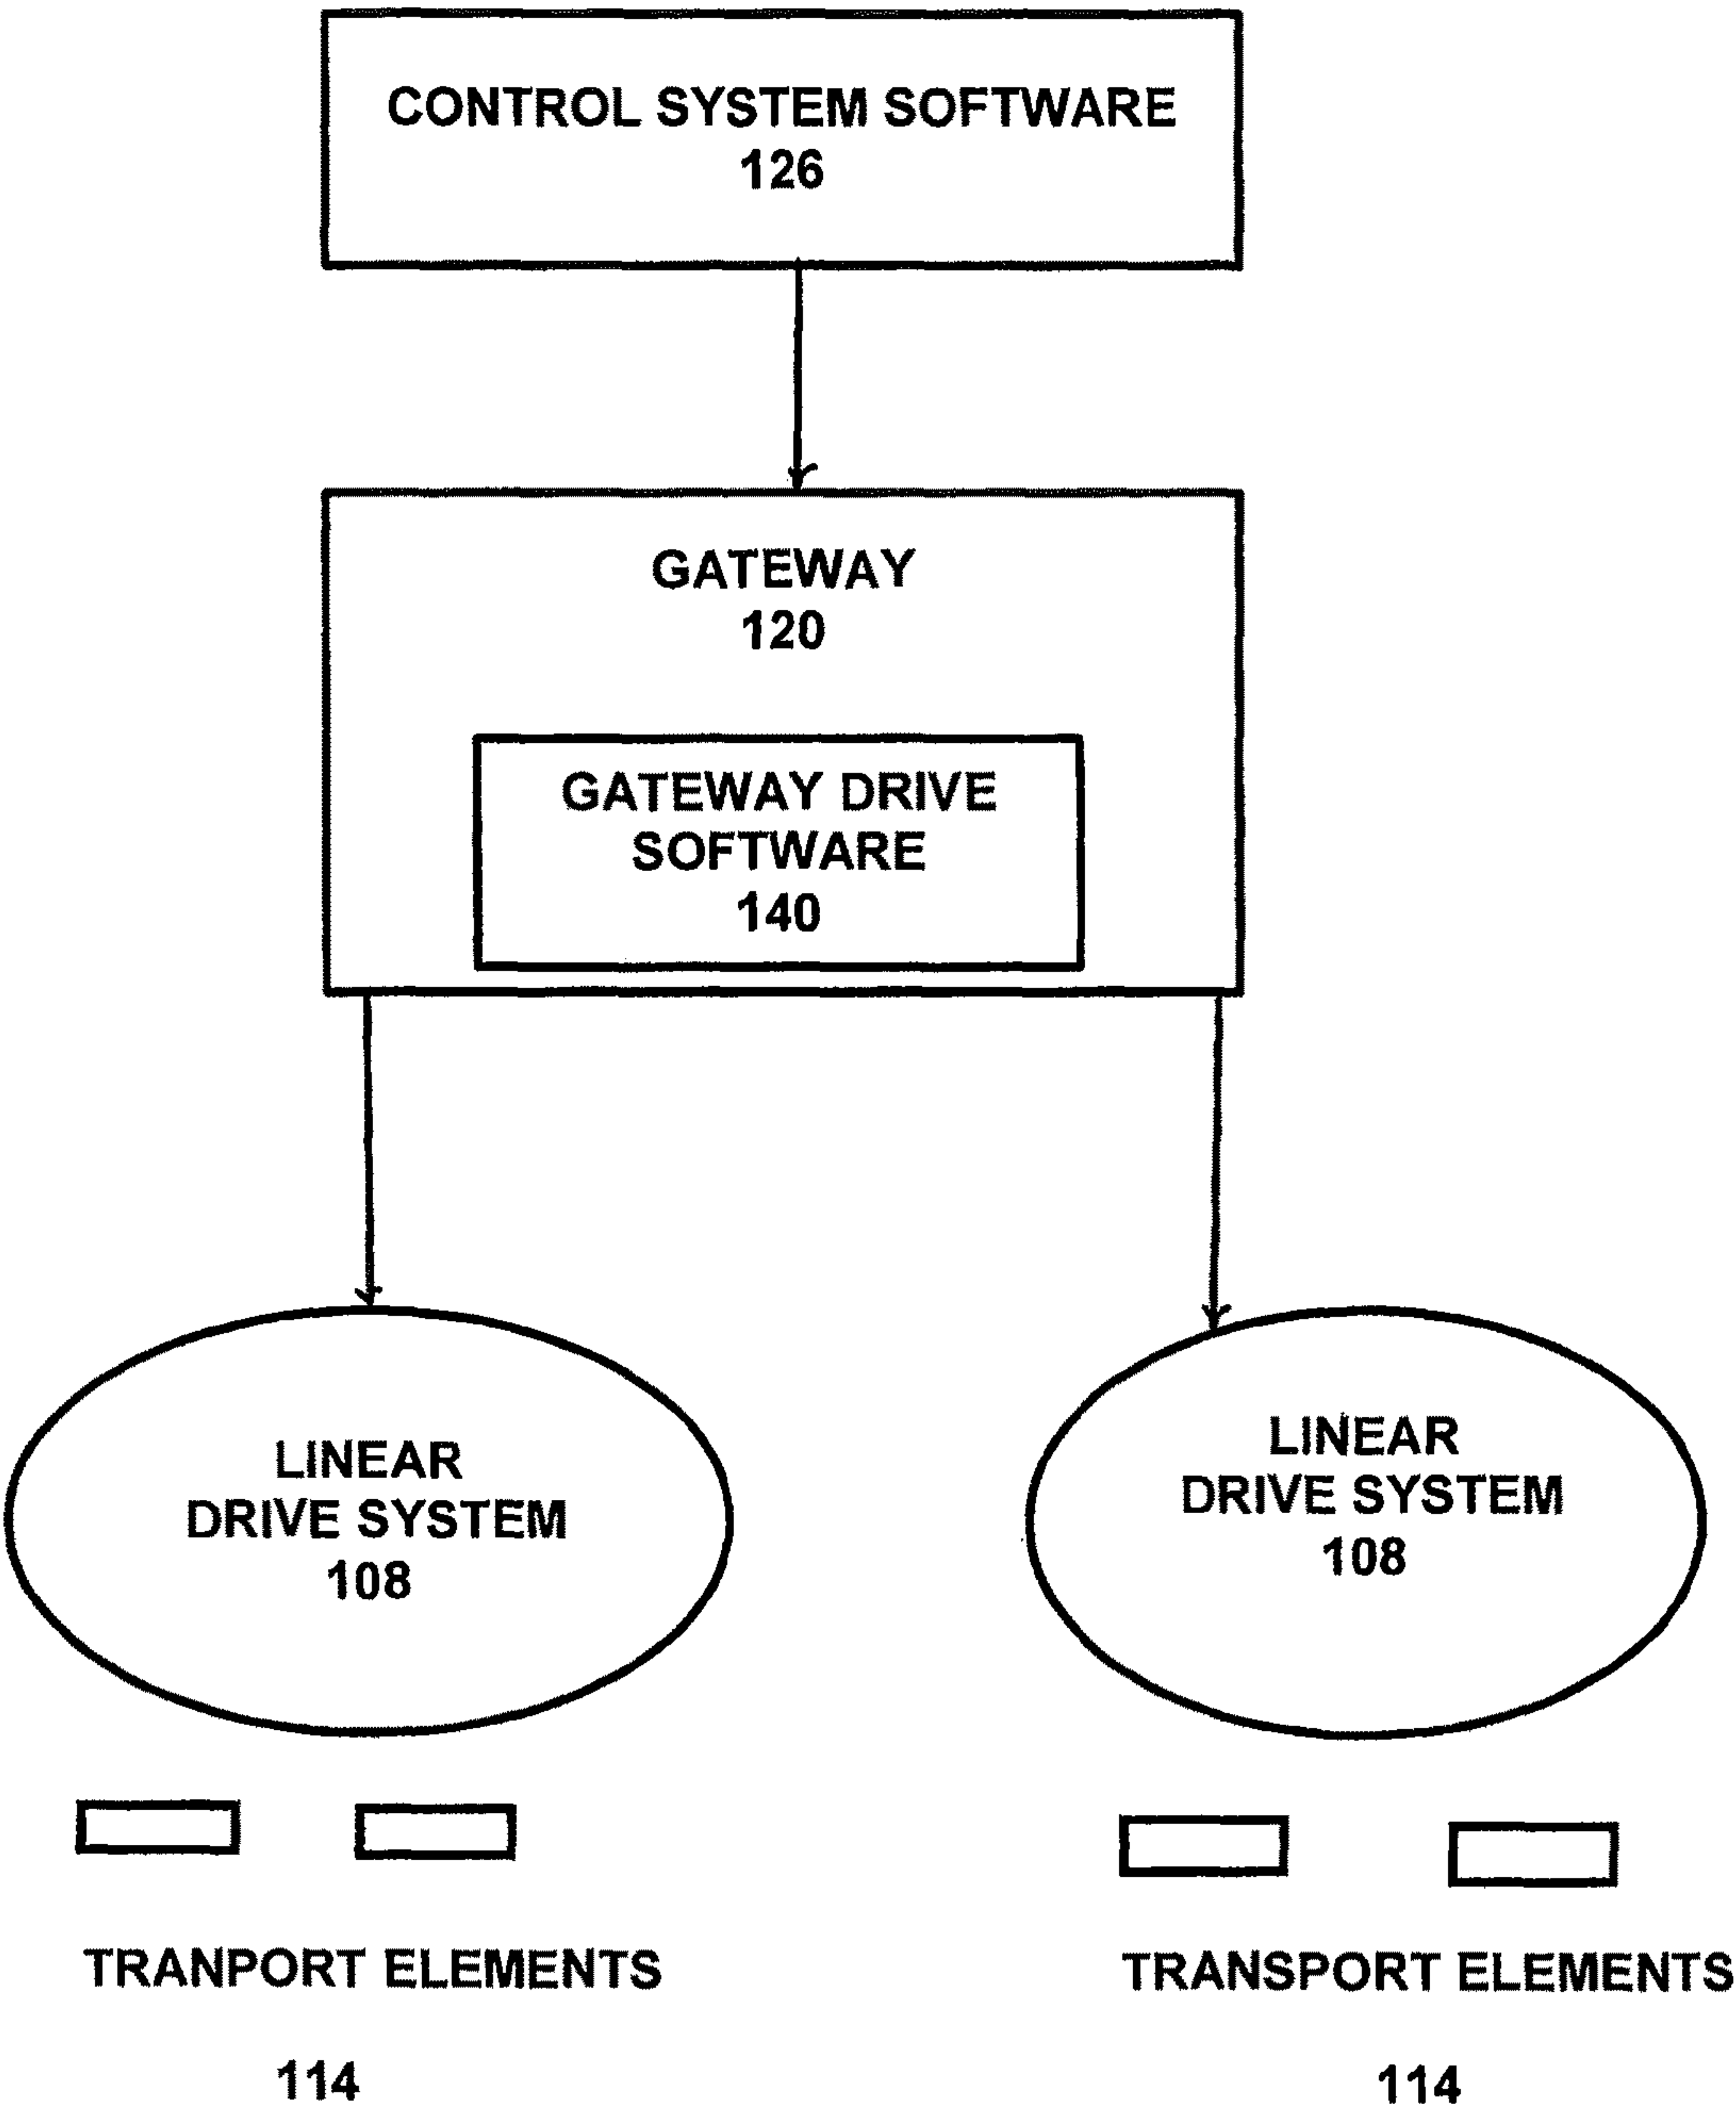 CONTROL SYSTEM SOFTWARE
126
GATEWAY
120
GATEWAY DRIVE
SOFTWARE
140
LINEAR
DRIVE SYSTEM
108
LINEAR
DRIVE SYSTEM
108
TRANPORT ELEMENTS
114
TRANSPORT ELEMENTS
114